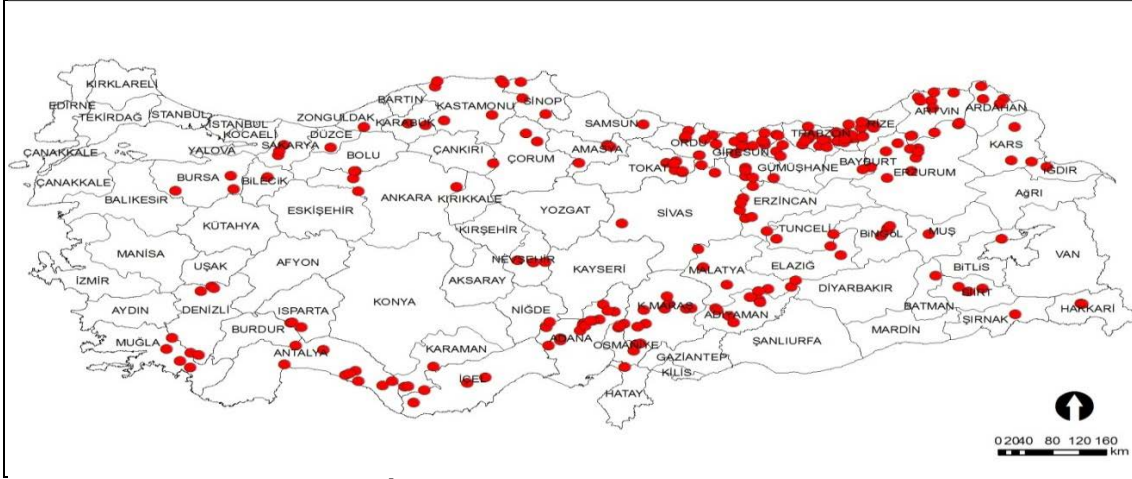 KIRKLARELİ
EDİRNE
TEKİRDAĞ
İSTANBUL
İSTANBUL
KOCAELİ
YALOVA
SAKARYA
DÜZCE
ZONGULDAK
BARTIN
KARABÜK
KASTAMONU
SİNOP
SAMSUN
ORDU
GİRESUN
TRABZON
RİZE
ARTVİN
ARDAHAN
KARS
IGDIR
AğRI
ÇANAKKALE
ÇANAKKALE
BALIKESİR
BURSA
BİLECİK
BOLU
ÇANKIRI
ÇORUM
AMASYA
TOKAT
GÜMÜŞHANE
BAYBURT
ERZURUM
ERZİNCAN
KÜTAHYA
ESKİŞEHİR
ANKARA
KIRIKKALE
KIRŞEHİR
YOZGAT
SİVAS
TUNCELİ
BİNGÖL
MUŞ
VAN
MANİSA
İZMİR
UŞAK
AFYON
KONYA
AKSARAY
NEVŞEHİR
KAYSERİ
MALATYA
ELAZIĞ
DİYARBAKIR
BİTLİS
SİİRT
BATMAN
HAKKARİ
ŞIRNAK
MARDİN
AYDIN
DENİZLİ
BURDUR
ISPARTA
NİĞDE
K.MARAŞ
ADIYAMAN
MUĞLA
ANTALYA
KARAMAN
İÇEL
ADANA
OSMANİYE
GAZİANTEP
KİLİS
ŞANLIURFA
HATAY
0 20 40 80 120 160
km